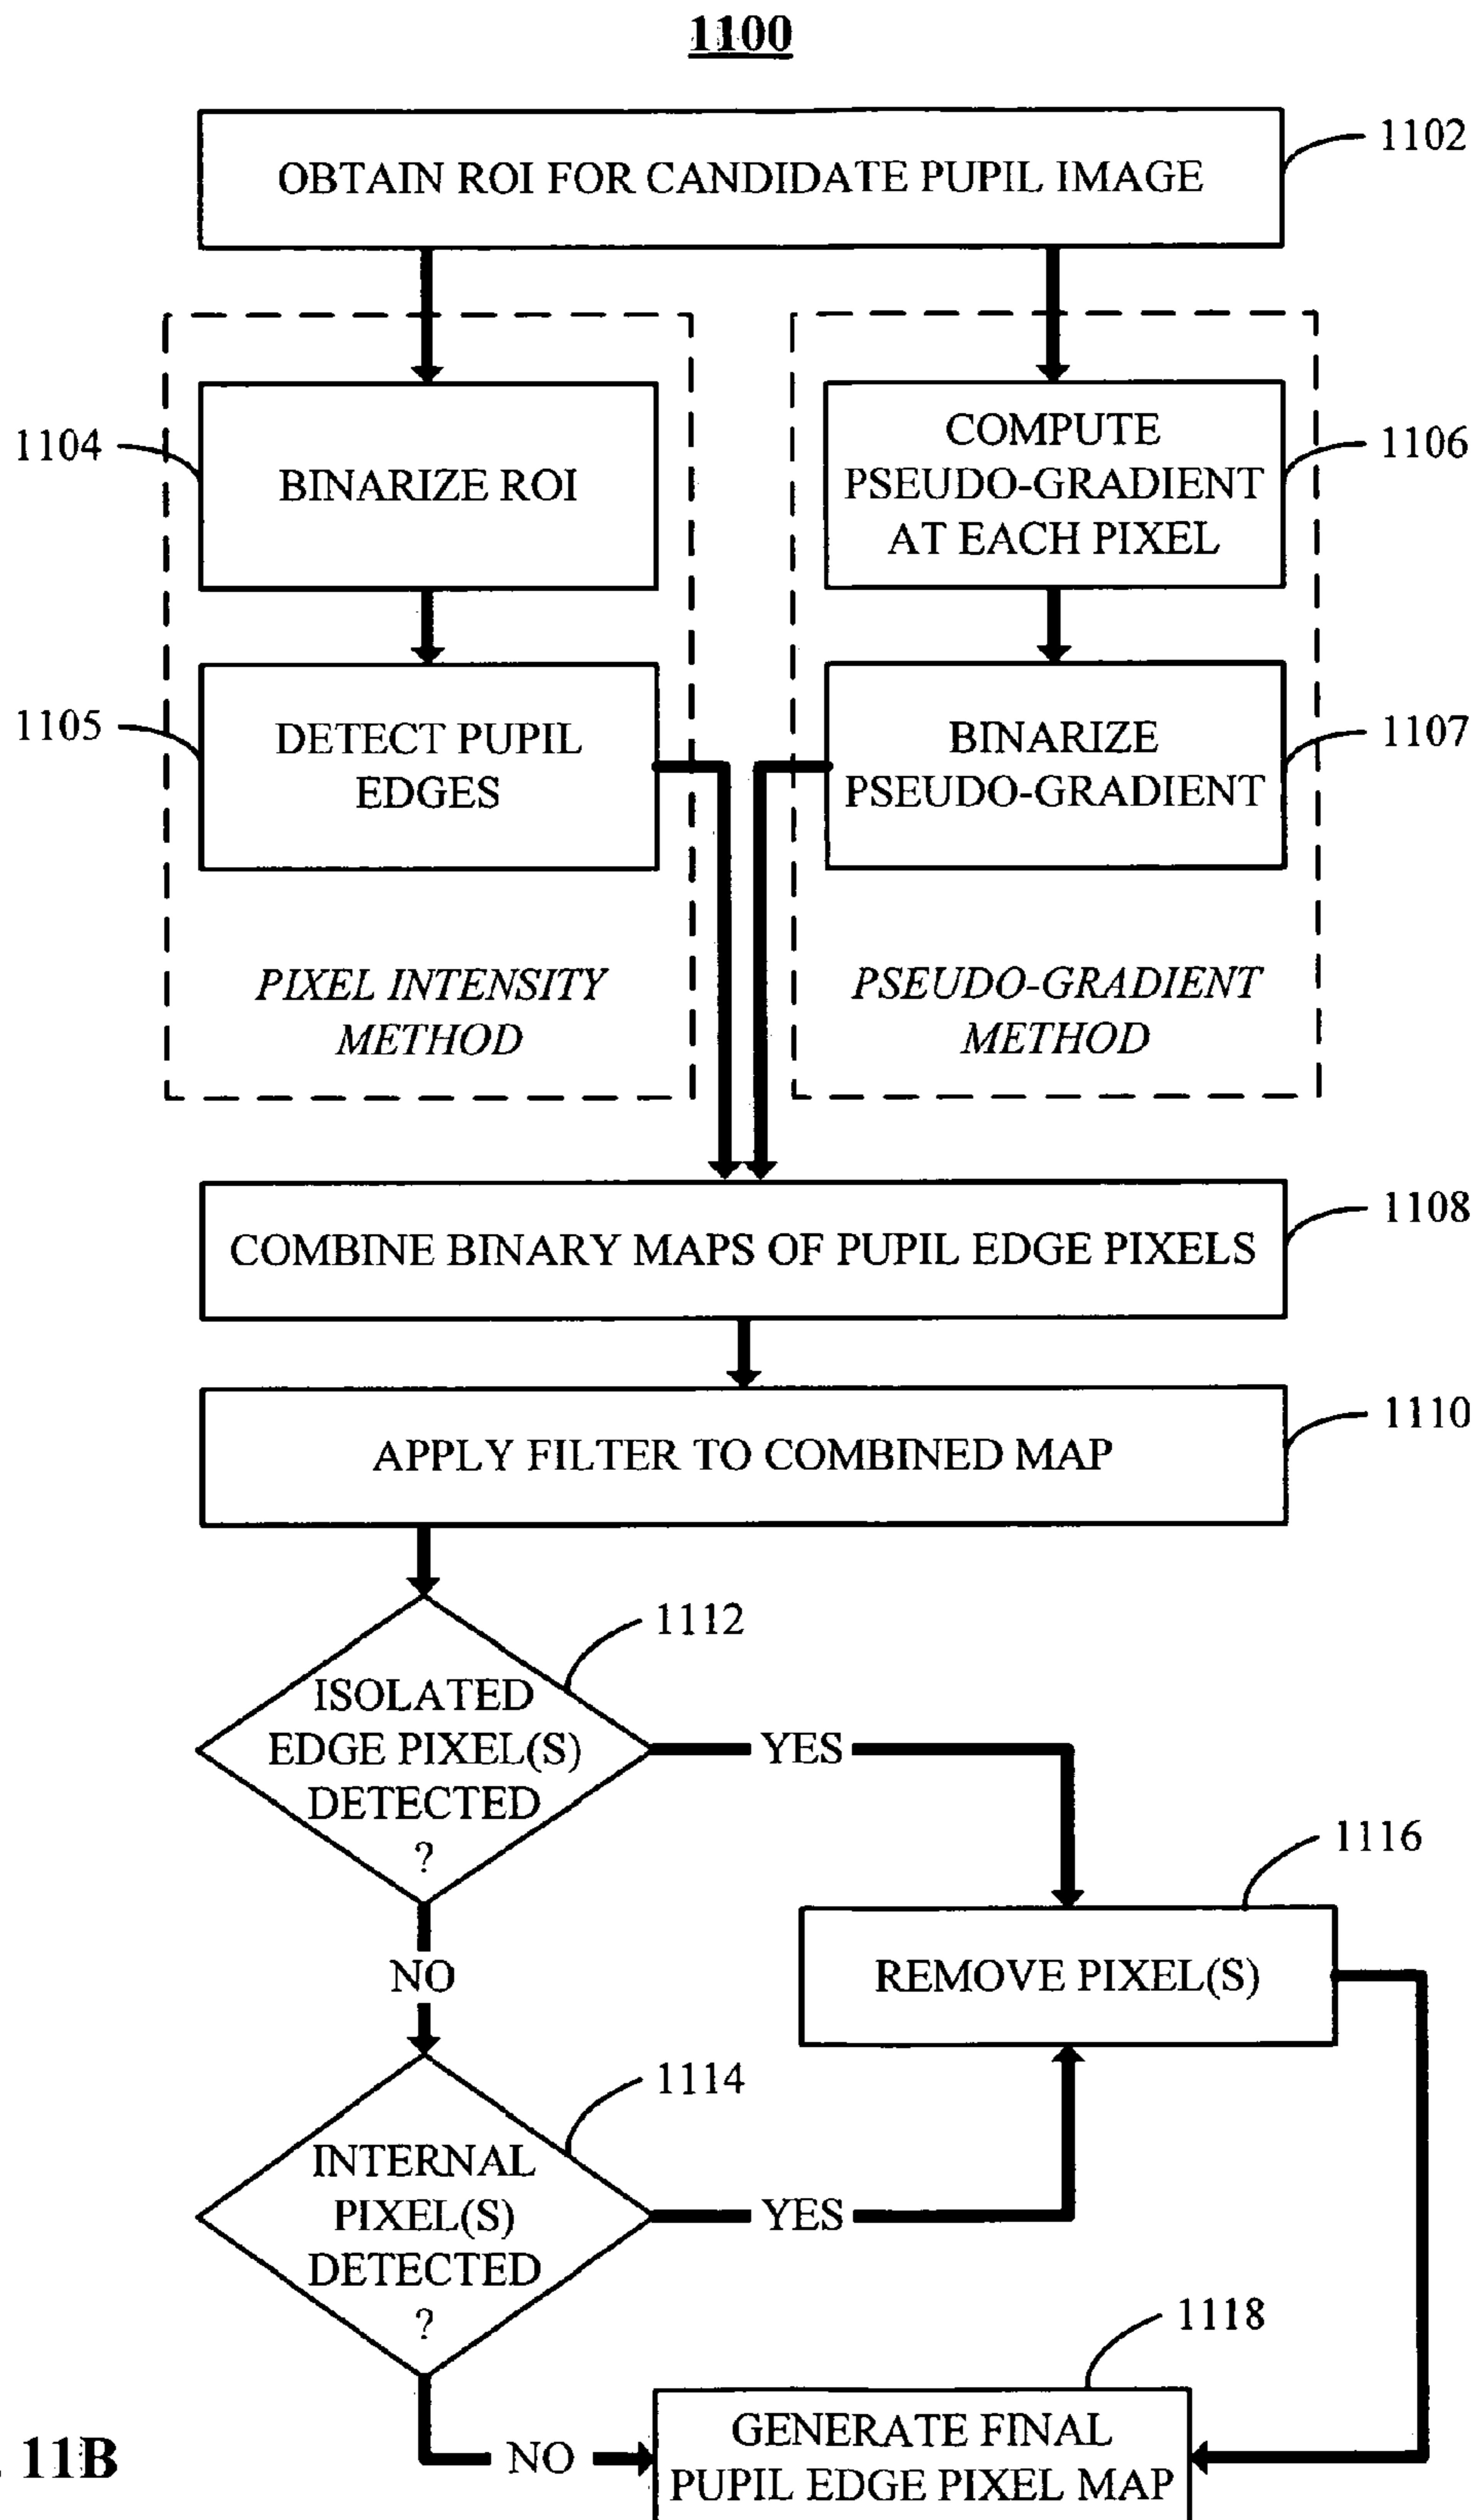 1100
OBTAIN ROI FOR CANDIDATE PUPIL IMAGE
1102
1104
BINARIZE ROI
COMPUTE
PSEUDO-GRADIENT
AT EACH PIXEL
1106
1105
DETECT PUPIL
EDGES
BINARIZE
PSEUDO-GRADIENT
1107
PIXEL INTENSITY
METHOD
PSEUDO-GRADIENT
METHOD
COMBINE BINARY MAPS OF PUPIL EDGE PIXELS
1108
APPLY FILTER TO COMBINED MAP
1110
1112
ISOLATED
EDGE PIXEL(S)
DETECTED
?
YES
NO
1116
REMOVE PIXEL(S)
1114
INTERNAL
PIXEL(S)
DETECTED
?
YES
NO
1118
GENERATE FINAL
PUPIL EDGE PIXEL MAP
11B